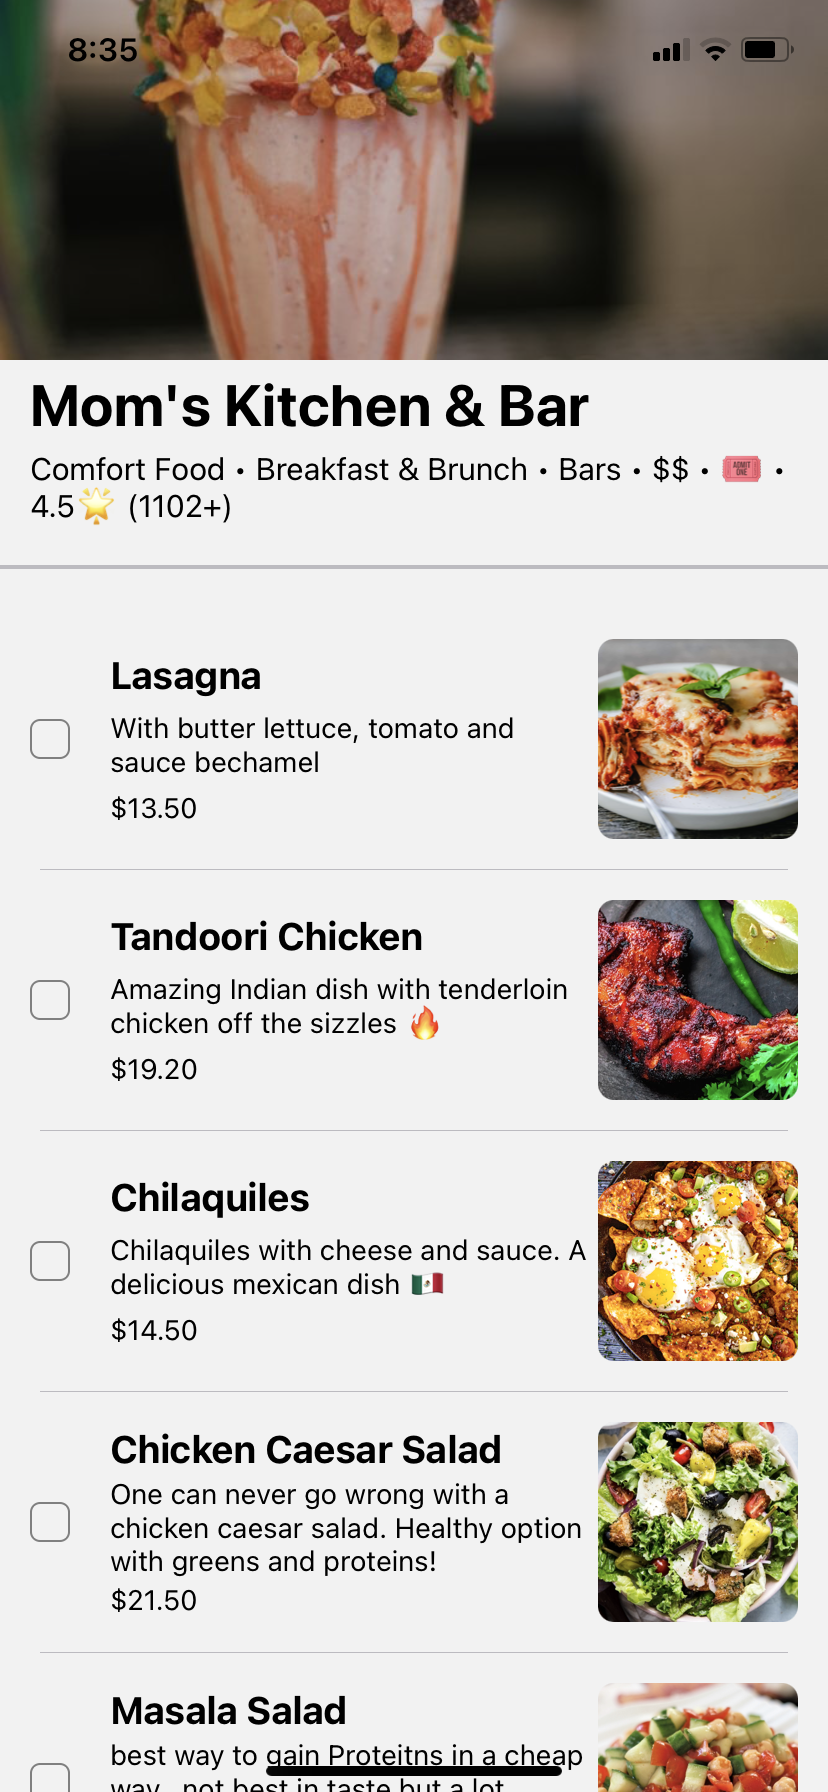 8:35
Mom's Kitchen & Bar
Comfort Food • Breakfast & Brunch • Bars • $$ • 🎟 •
4.5🌟 (1102+)
Lasagna
With butter lettuce, tomato and
sauce bechamel
$13.50
Tandoori Chicken
Amazing Indian dish with tenderloin
chicken off the sizzles 🔥
$19.20
Chilaquiles
Chilaquiles with cheese and sauce. A
delicious mexican dish 🇲🇽
$14.50
Chicken Caesar Salad
One can never go wrong with a
chicken caesar salad. Healthy option
with greens and proteins!
$21.50
Masala Salad
best way to gain Proteitns in a cheap
way.. not best in taste but a lot